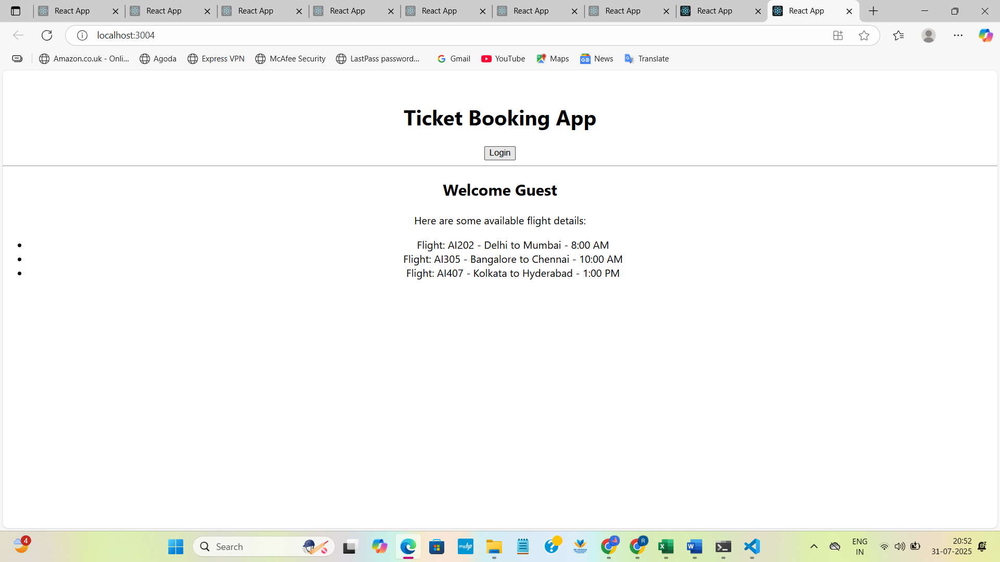 React App
React App
React App
React App
React App
React App
React App
React App
React App
localhost:3004
Amazon.co.uk - Onli...
Agoda
Express VPN
McAfee Security
LastPass password...
Gmail
YouTube
Maps
News
Translate
Ticket Booking App
Login
Welcome Guest
Here are some available flight details:
Flight: AI202 - Delhi to Mumbai - 8:00 AM
Flight: AI305 - Bangalore to Chennai - 10:00 AM
Flight: AI407 - Kolkata to Hyderabad - 1:00 PM
4
Search
myhp
R
ENG
IN
20:52
31-07-2025